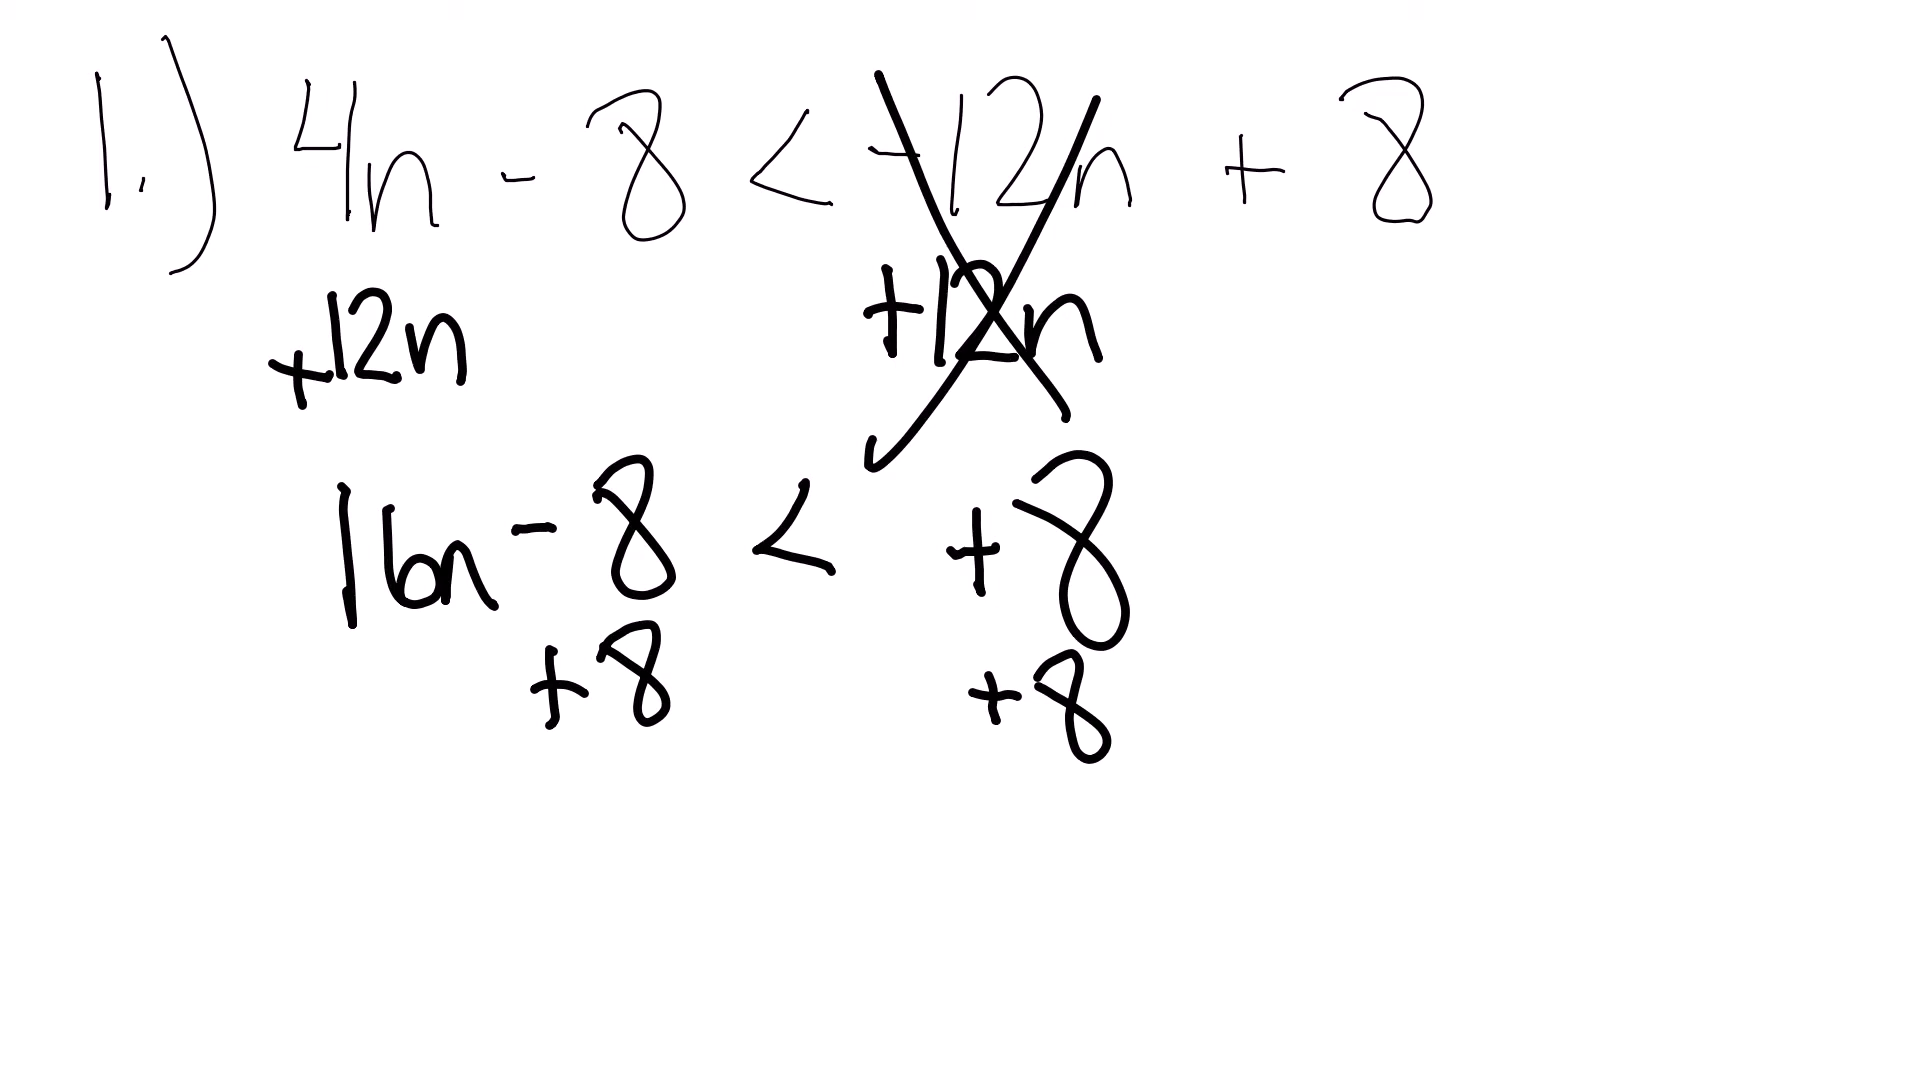 1.) 4n - 8 < -12n + 8
+12n +12n
16n - 8 < +8
+8 +8